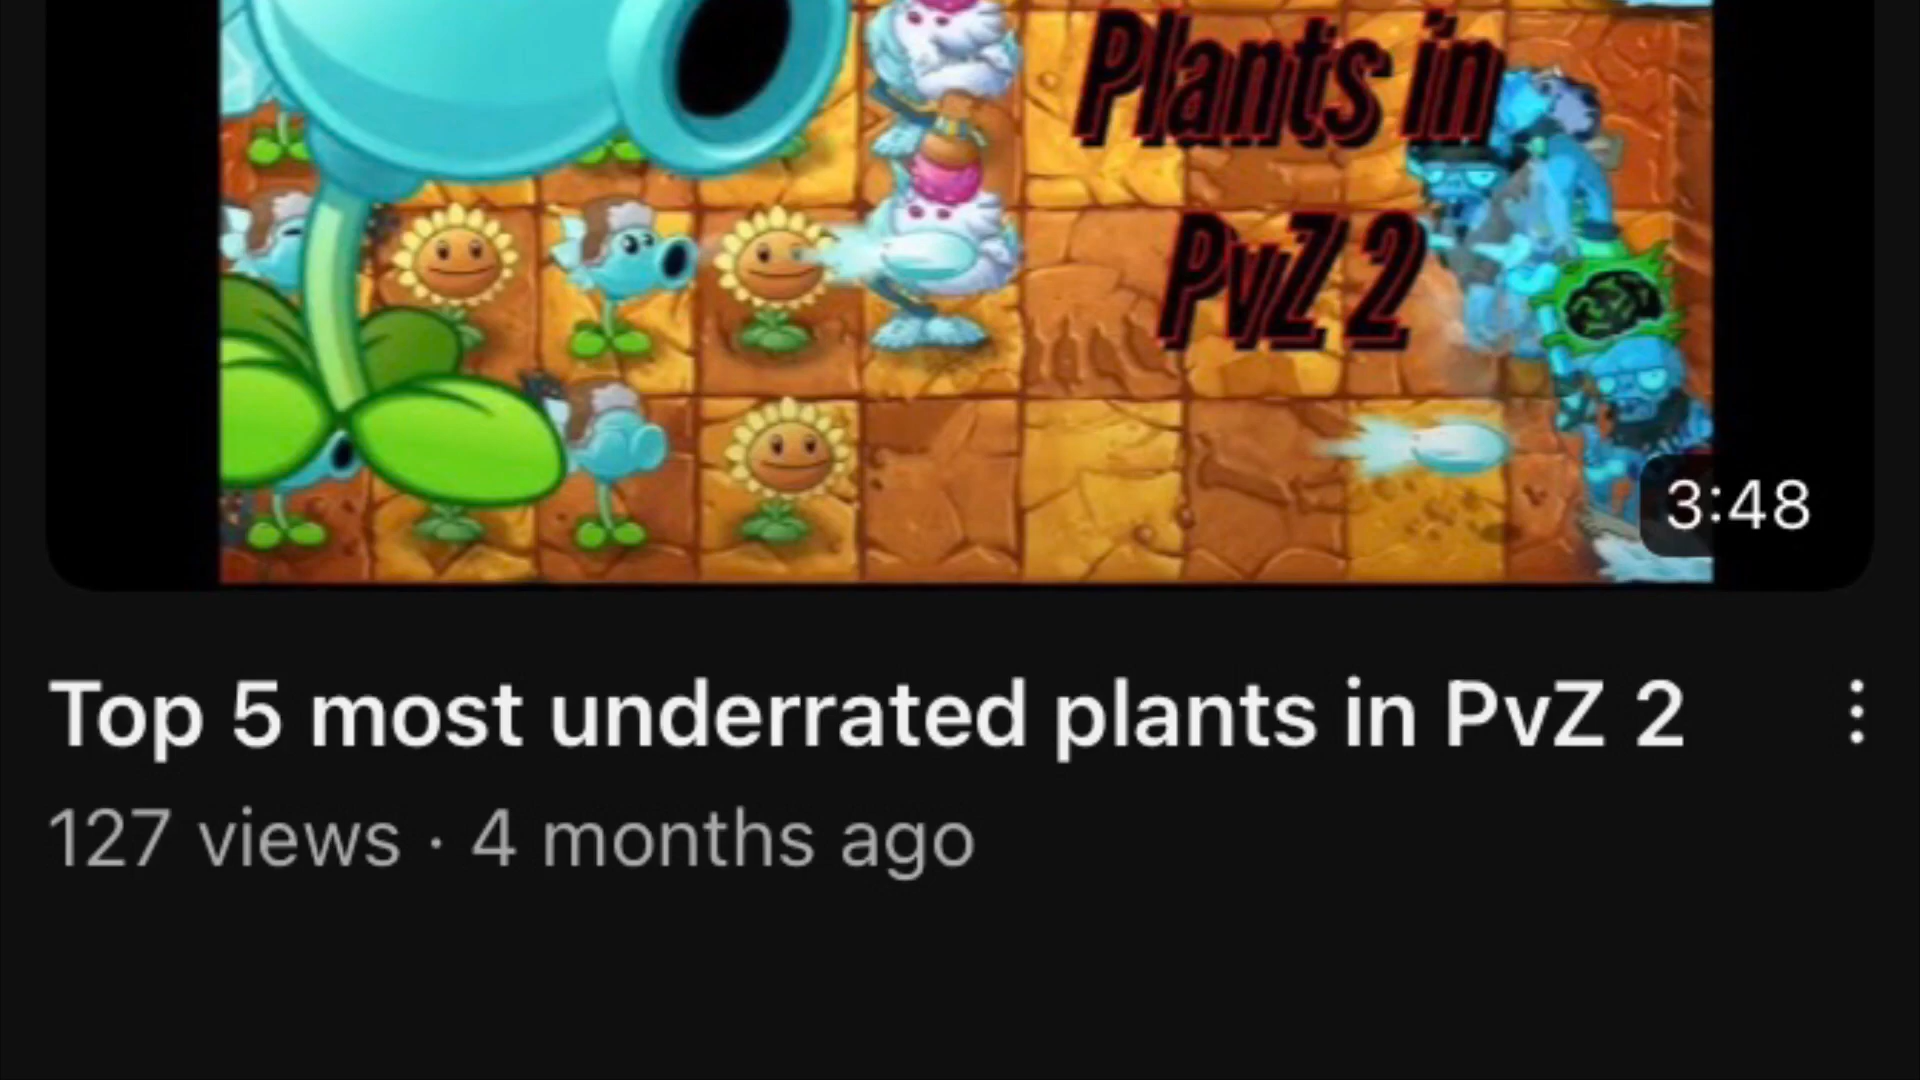 Plants in
PvZ 2
3:48
Top 5 most underrated plants in PvZ 2
127 views · 4 months ago